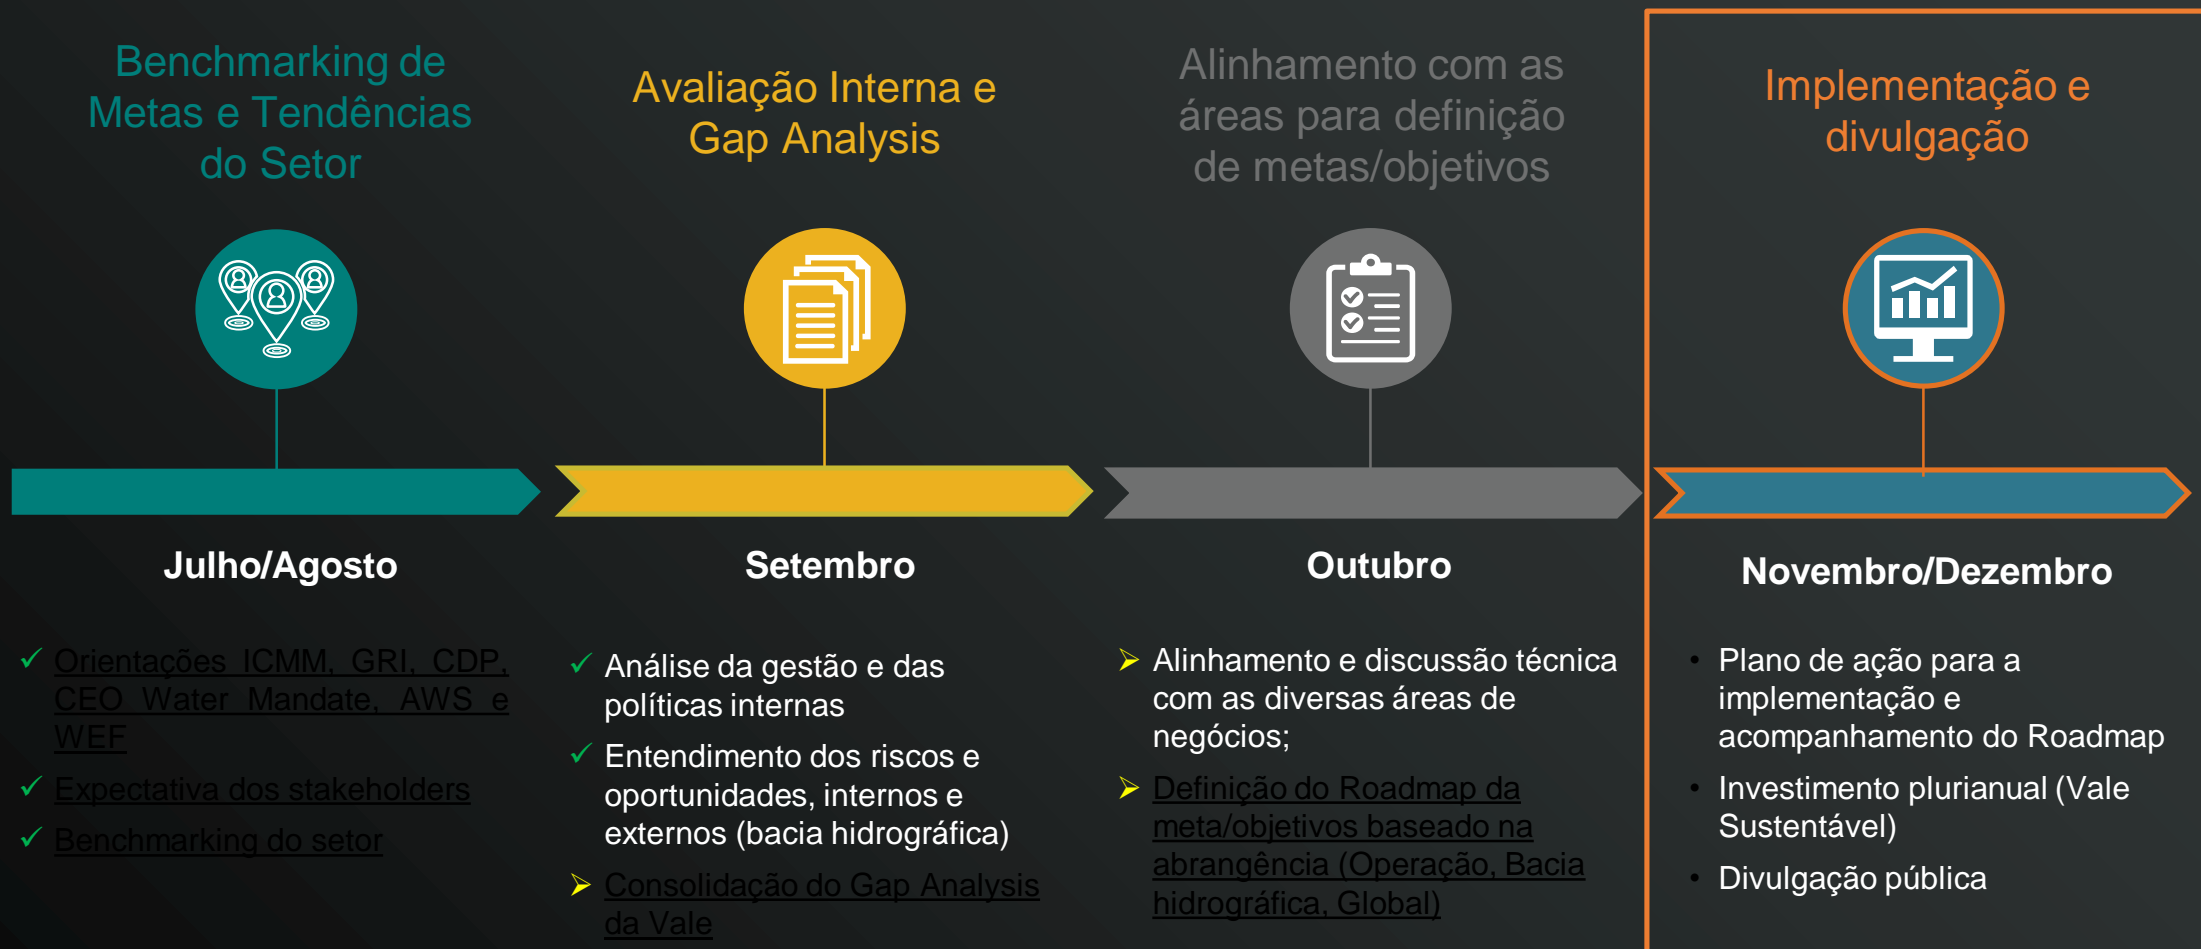 Benchmarking de
Metas e Tendências
do Setor
Julho/Agosto
Orientações ICMM, GRI, CDP,
CEO Water Mandate, AWS e
WEF
Expectativa dos stakeholders
Benchmarking do setor
Avaliação Interna e
Gap Analysis
Setembro
Análise da gestão e das
políticas internas
Entendimento dos riscos e
oportunidades, internos e
externos (bacia hidrográfica)
Consolidação do Gap Analysis
da Vale
Alinhamento com as
áreas para definição
de metas/objetivos
Outubro
Alinhamento e discussão técnica
com as diversas áreas de
negócios;
Definição do Roadmap da
meta/objetivos baseado na
abrangência (Operação, Bacia
hidrográfica, Global)
Implementação e
divulgação
Novembro/Dezembro
• Plano de ação para a
implementação e
acompanhamento do Roadmap
• Investimento plurianual (Vale
Sustentável)
• Divulgação pública